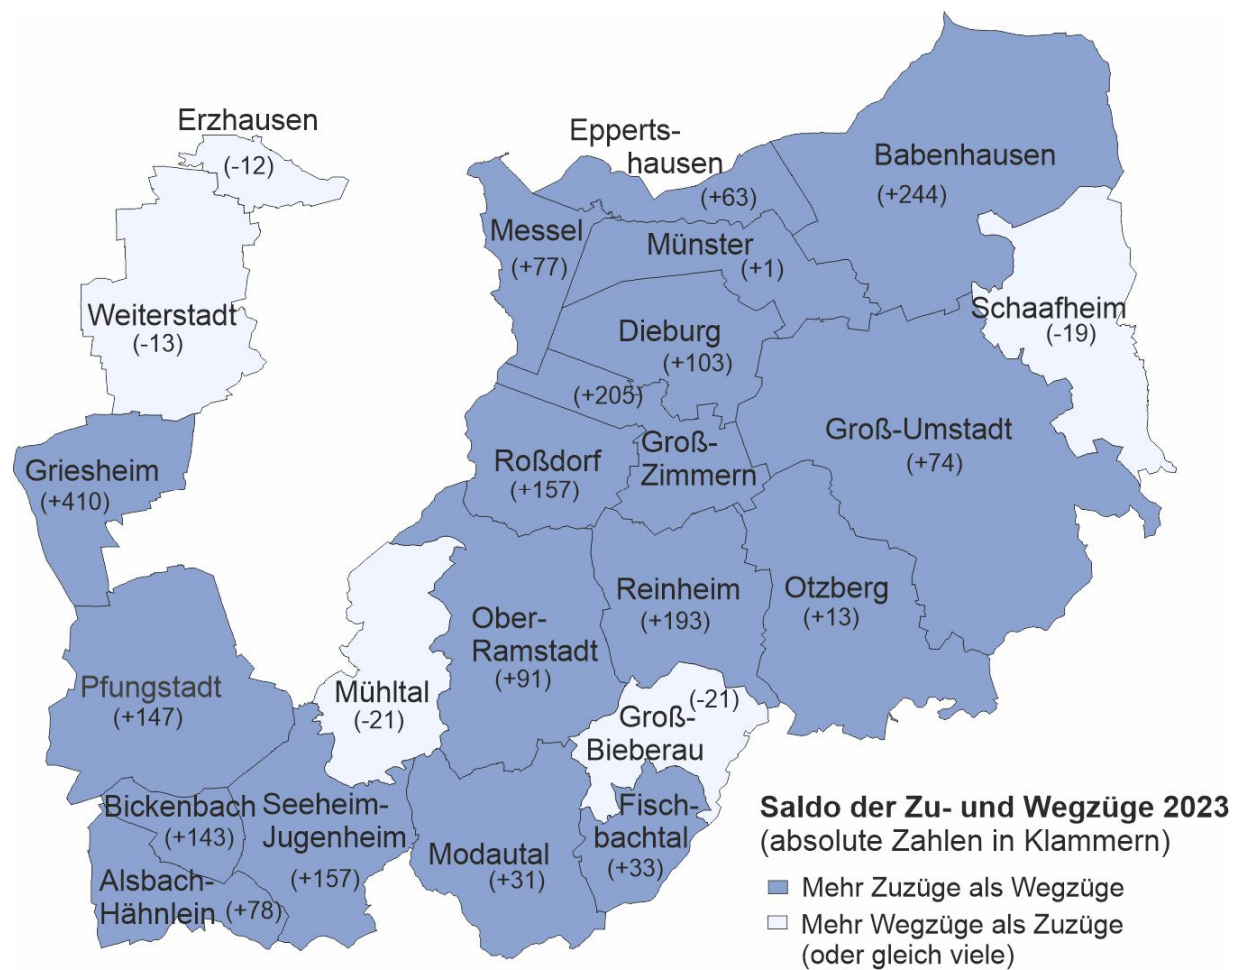 Erzhausen
(-12)
Epperts-
hausen
(+63)
Babenhausen
(+244)
Messel
(+77)
Münster
(+1)
Weiterstadt
(-13)
Schaafheim
(-19)
Dieburg
(+103)
(+205)
Groß-
Zimmern
Groß-Umstadt
(+74)
Griesheim
(+410)
Roßdorf
(+157)
Reinheim
(+193)
Otzberg
(+13)
Ober-
Ramstadt
(+91)
Pfungstadt
(+147)
Mühltal
(-21)
(-21)
Groß-
Bieberau
Bickenbach
(+143)
Seeheim-
Jugenheim
(+157)
Fisch-
bachtal
(+33)
Modautal
(+31)
Alsbach-
Hähnlein
(+78)
Saldo der Zu- und Wegzüge 2023
(absolute Zahlen in Klammern)
Mehr Zuzüge als Wegzüge
Mehr Wegzüge als Zuzüge
(oder gleich viele)